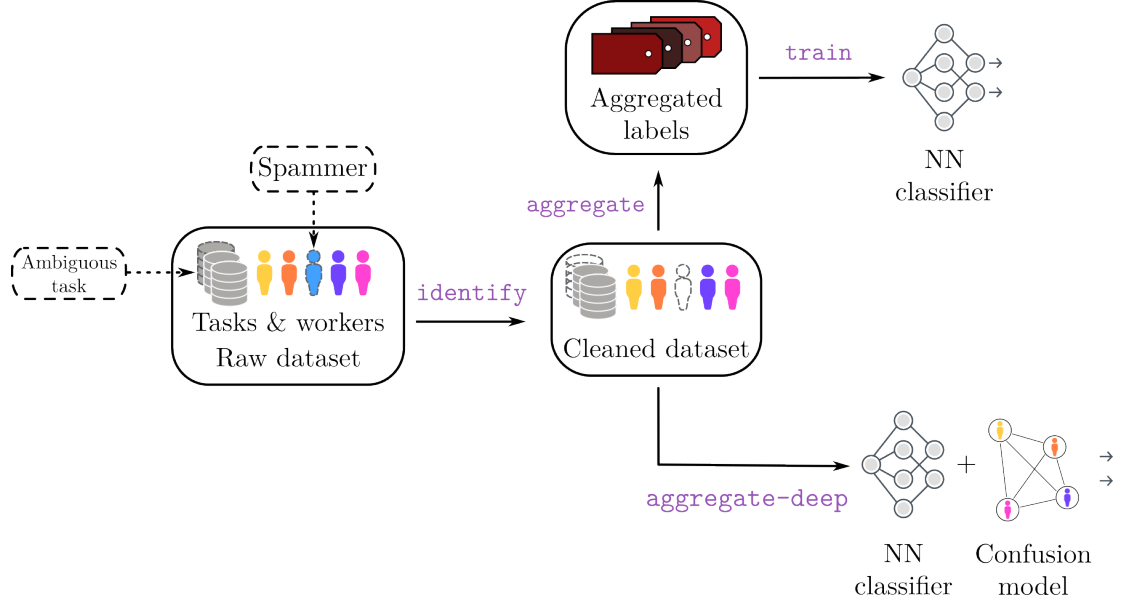 train
Aggregated
labels
NN
classifier
Spammer
aggregate
Ambiguous
task
identify
Tasks & workers
Raw dataset
Cleaned dataset
+
aggregate-deep
NN
classifier
Confusion
model